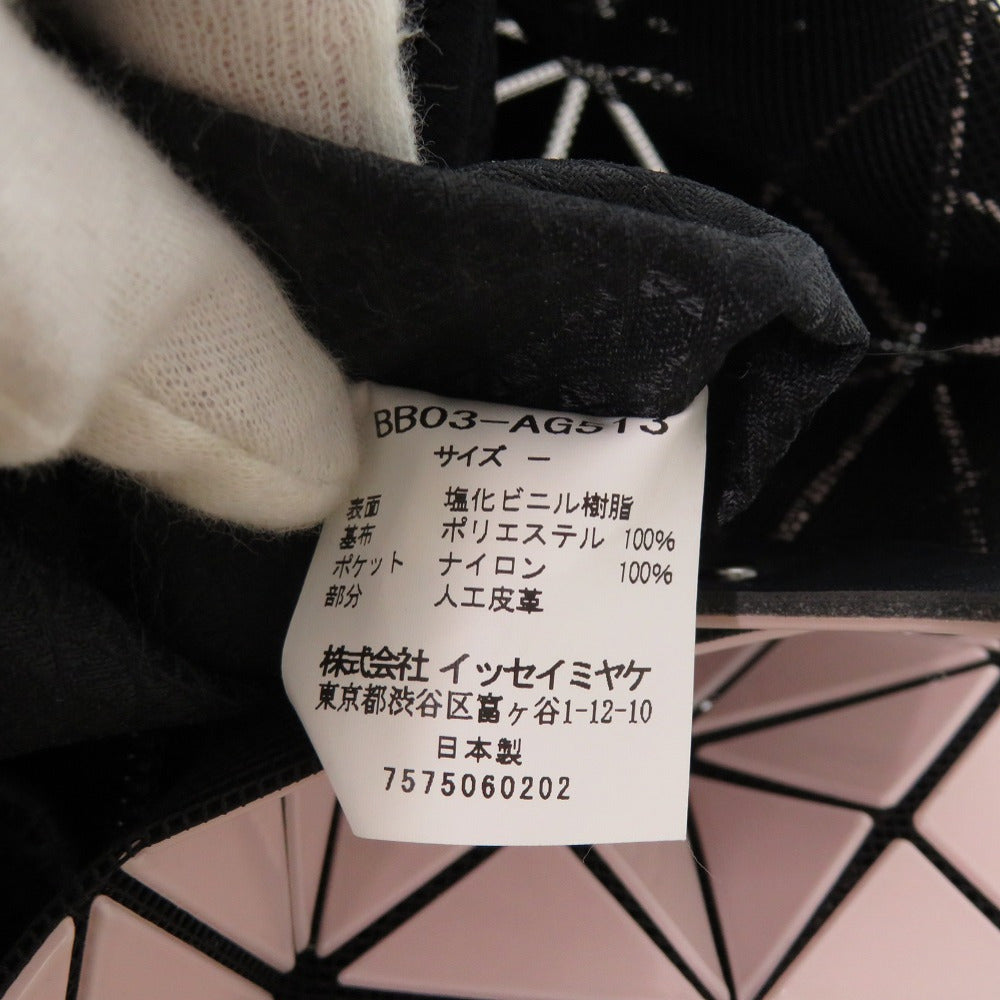 BB03-AG513
サイズ ー
表面 塩化ビニル樹脂
基布 ポリエステル 100%
ポケット ナイロン 100%
部分 人工皮革
株式会社 イッセイミヤケ
東京都渋谷区富ヶ谷1-12-10
日本製
7575060202